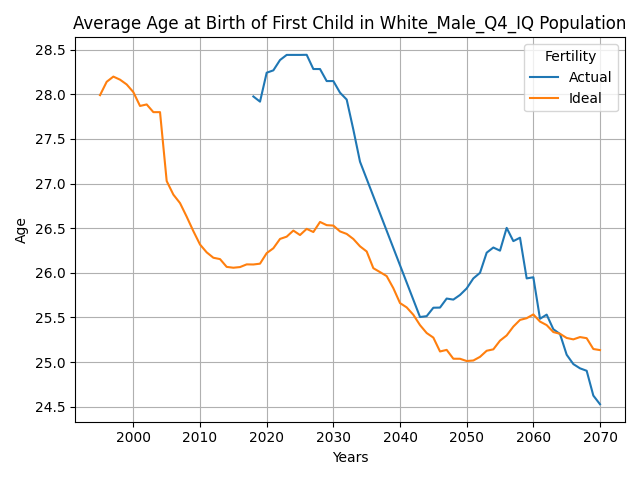 Average Age at Birth of First Child in White_Male_Q4_IQ Population
Fertility
Actual
Ideal
28.5
28.0
27.5
27.0
26.5
26.0
25.5
25.0
24.5
Age
2000
2010
2020
2030
2040
2050
2060
2070
Years